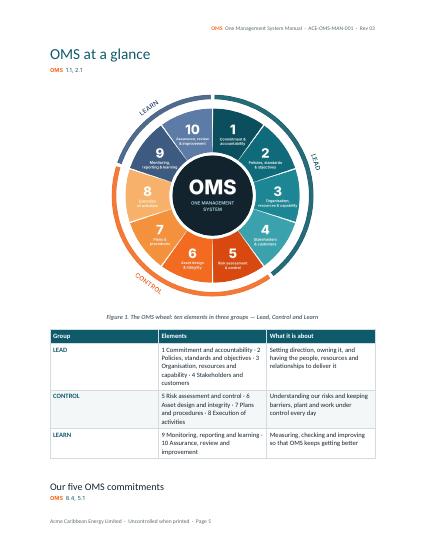 OMS One Management System Manual · ACE-OMS-MAN-001 · Rev 03
OMS at a glance
OMS 1.1, 2.1
LEARN
LEAD
CONTROL
1
Commitment &
accountability
2
Policies, standards
& objectives
3
Organisation,
resources & capability
4
Stakeholders
& customers
5
Risk assessment
& control
6
Asset design
& integrity
7
Plans &
procedures
8
Execution
of activities
9
Monitoring,
reporting & learning
10
Assurance, review
& improvement
OMS
ONE MANAGEMENT
SYSTEM
Figure 1. The OMS wheel: ten elements in three groups — Lead, Control and Learn
Group Elements What it is about
LEAD
1 Commitment and accountability · 2
Policies, standards and objectives · 3
Organisation, resources and
capability · 4 Stakeholders and
customers
Setting direction, owning it, and
having the people, resources and
relationships to deliver it
CONTROL
5 Risk assessment and control · 6
Asset design and integrity · 7 Plans
and procedures · 8 Execution of
activities
Understanding our risks and keeping
barriers, plant and work under
control every day
LEARN
9 Monitoring, reporting and learning ·
10 Assurance, review and
improvement
Measuring, checking and improving
so that OMS keeps getting better
Our five OMS commitments
OMS 8.4, 5.1
Acme Caribbean Energy Limited · Uncontrolled when printed · Page 5